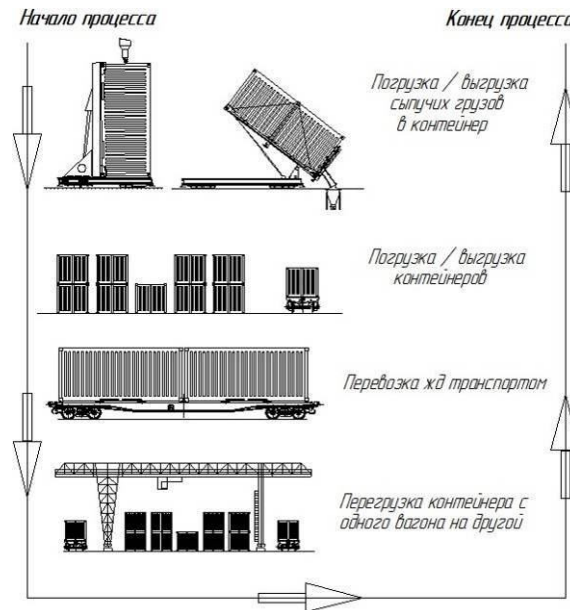 Начало процесса
Конец процесса
Погрузка / выгрузка
сыпучих грузов
в контейнер
Погрузка / выгрузка
контейнеров
Перевозка жд транспортом
Перегрузка контейнера с
одного вагона на другой